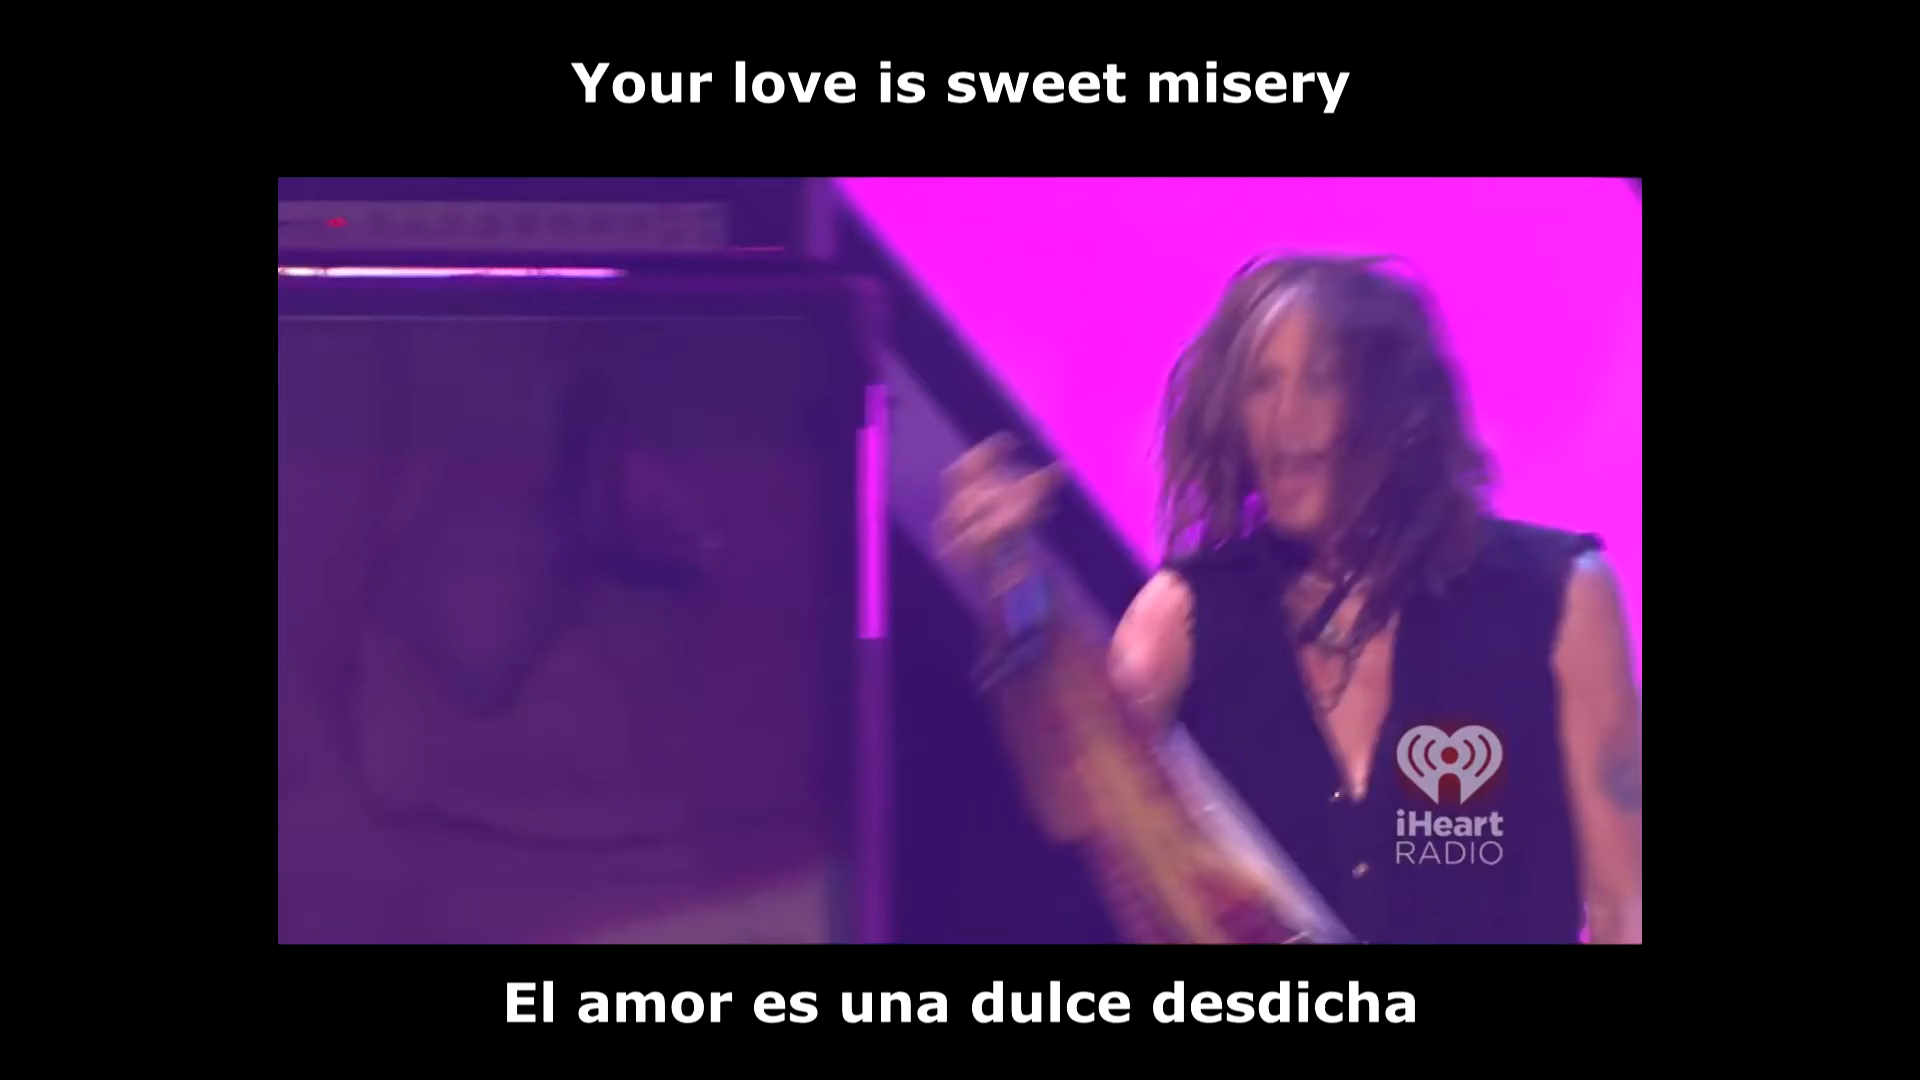 Your love is sweet misery
iHeart
RADIO
El amor es una dulce desdicha